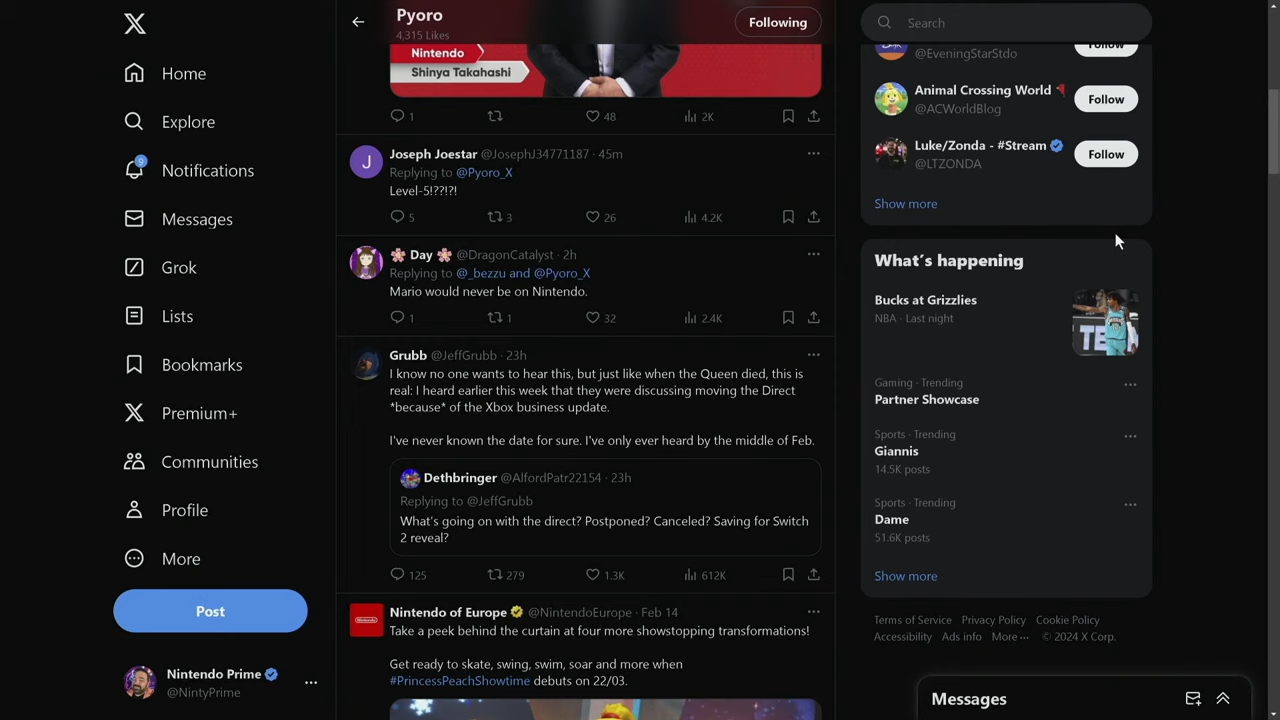 Home
Explore
9
Notifications
Messages
Grok
Lists
Bookmarks
Premium+
Communities
Profile
More
Post
Nintendo Prime
@NintyPrime
Pyoro
4,315 Likes
Following
Nintendo
Shinya Takahashi
1
48
2K
J
Joseph Joestar @JosephJ34771187 · 45m
Replying to @Pyoro_X
Level-5!??!?!
5
3
26
4.2K
🌸 Day 🌸 @DragonCatalyst · 2h
Replying to @_bezzu and @Pyoro_X
Mario would never be on Nintendo.
1
1
32
2.4K
Grubb @JeffGrubb · 23h
I know no one wants to hear this, but just like when the Queen died, this is
real: I heard earlier this week that they were discussing moving the Direct
*because* of the Xbox business update.
I've never known the date for sure. I've only ever heard by the middle of Feb.
Dethbringer @AlfordPatr22154 · 23h
Replying to @JeffGrubb
What's going on with the direct? Postponed? Canceled? Saving for Switch
2 reveal?
125
279
1.3K
612K
Nintendo of Europe @NintendoEurope · Feb 14
Take a peek behind the curtain at four more showstopping transformations!
Get ready to skate, swing, swim, soar and more when
#PrincessPeachShowtime debuts on 22/03.
Search
@EveningStarStdo
Follow
Animal Crossing World
@ACWorldBlog
Follow
Luke/Zonda - #Stream
@LTZONDA
Follow
Show more
What's happening
Bucks at Grizzlies
NBA · Last night
Gaming · Trending
Partner Showcase
Sports · Trending
Giannis
14.5K posts
Sports · Trending
Dame
51.6K posts
Show more
Terms of Service Privacy Policy Cookie Policy
Accessibility Ads info More ··· © 2024 X Corp.
Messages